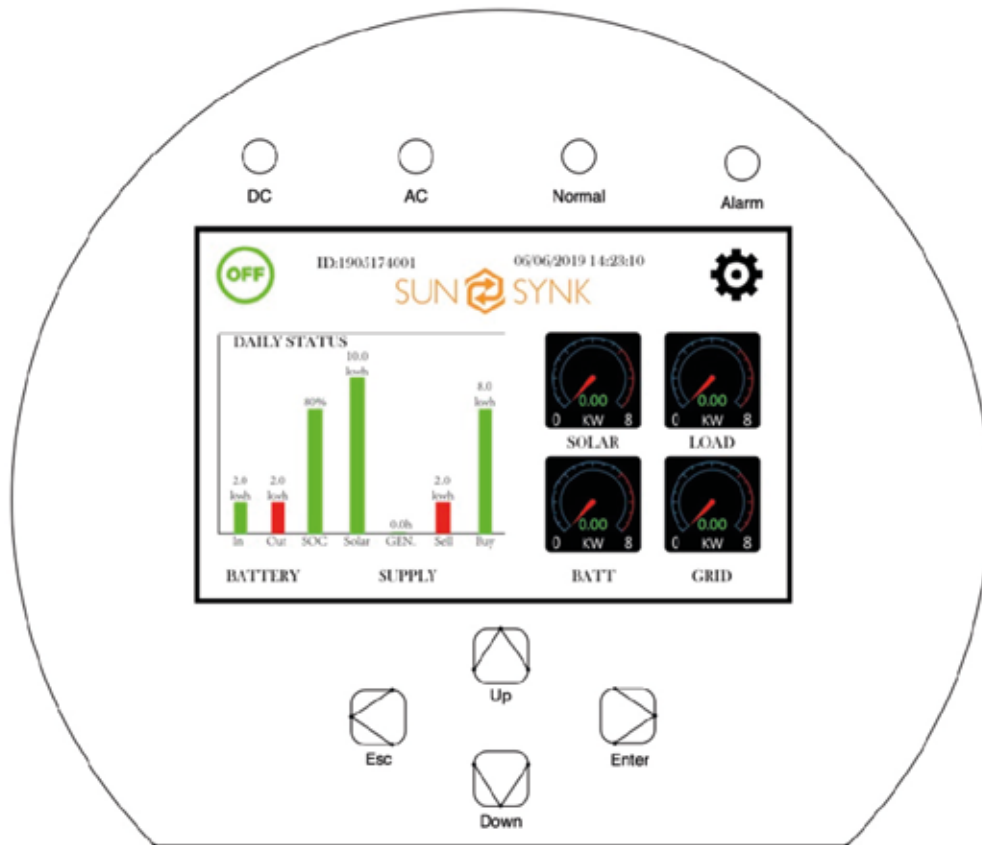 DC AC Normal Alarm
OFF ID:1905174001 06/06/2019 14:23:10
SUN SYNK
DAILY STATUS
10.0
kwh
80%
8.0
kwh
2.0
kwh
2.0
kwh
2.0
kwh
0.0h
In Out SOC Solar GEN. Sell Buy
BATTERY SUPPLY
0.00 0.00
0 KW 8 0 KW 8
SOLAR LOAD
0.00 0.00
0 KW 8 0 KW 8
BATT GRID
Up
Esc Enter
Down